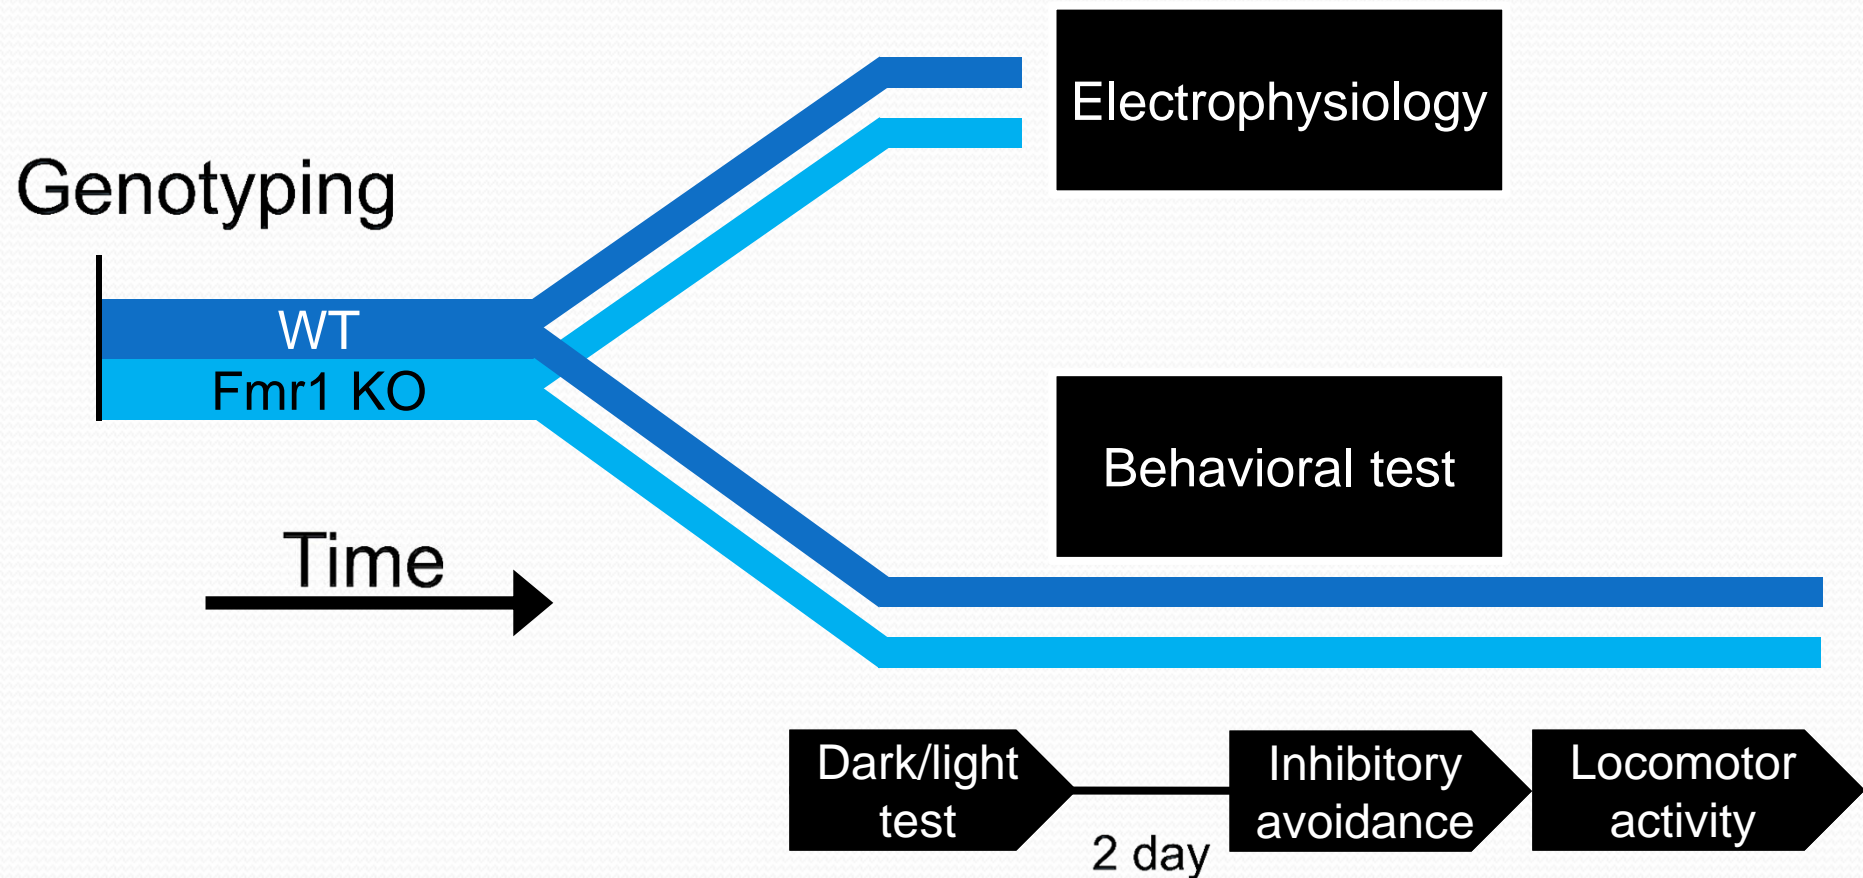 Electrophysiology
Genotyping
WT
Fmr1 KO
Behavioral test
Time
Dark/light
test
2 day
Inhibitory
avoidance
Locomotor
activity